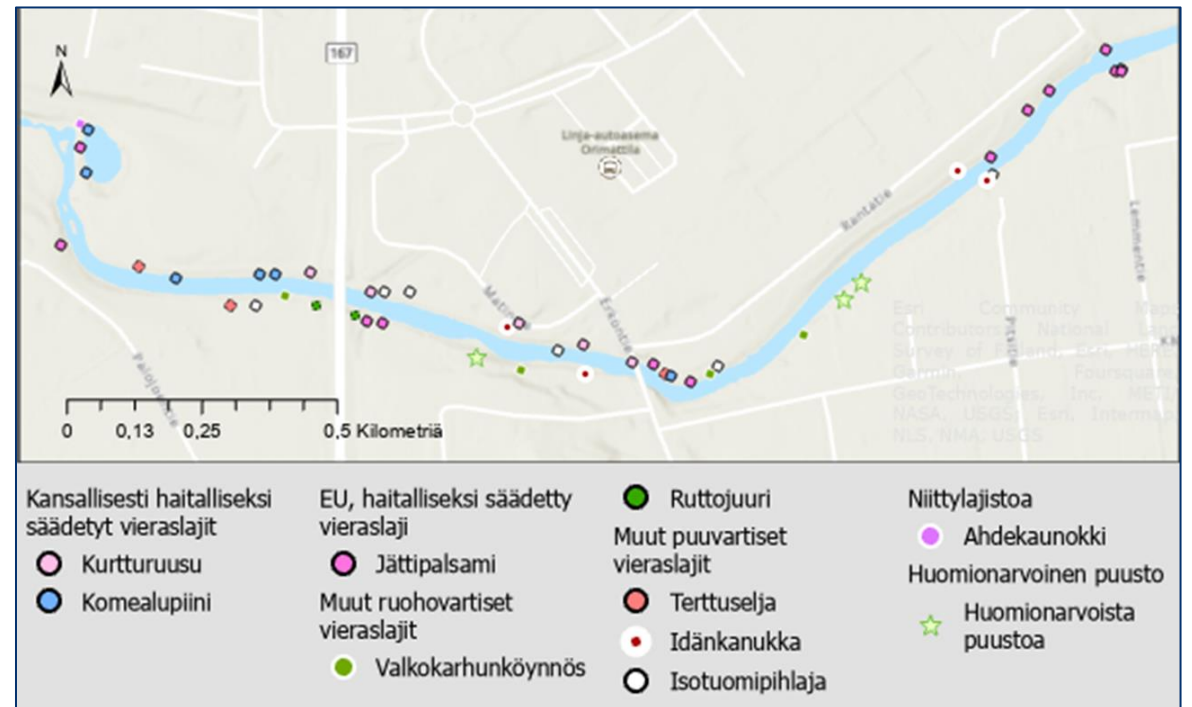 N
167
Linja-autoasema
Orimattila
Rantatie
Lammentie
Erkontie
Esri Community Maps
Contributors, National Land
Survey of Finland, Esri, HERE,
Garmin, Foursquare,
GeoTechnologies, Inc, METI/
NASA, USGS; Esri, Intermap,
NLS, NMA, USGS
0
0,13
0,25
0,5 Kilometriä
Kansallisesti haitalliseksi
säädetyt vieraslajit
Kurtturuusu
Komealupiini
EU, haitalliseksi säädetty
vieraslaji
Jättipalsami
Muut ruohovartiset
vieraslajit
Valkokarhunköynnös
Ruttojuuri
Muut puuvartiset
vieraslajit
Terttuselja
Idänkanukka
Isotuomipihlaja
Niittylajistoa
Ahdekaunokki
Huomionarvoinen puusto
Huomionarvoista
puustoa